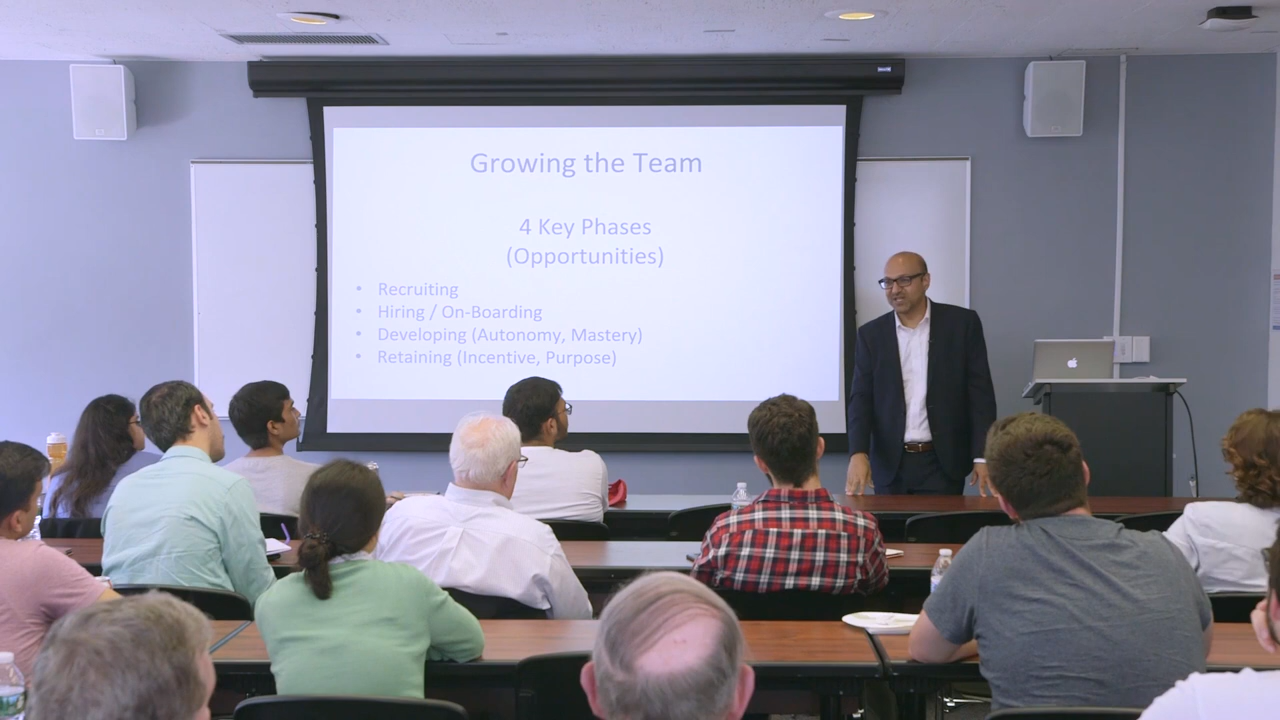 Growing the Team
4 Key Phases
(Opportunities)
• Recruiting
• Hiring / On-Boarding
• Developing (Autonomy, Mastery)
• Retaining (Incentive, Purpose)